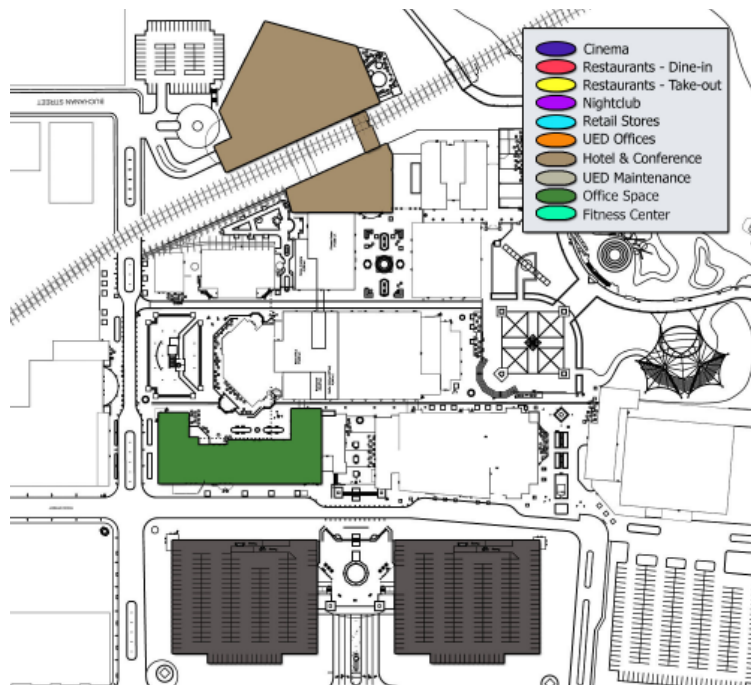 BUCHANAN STREET
Cinema
Restaurants - Dine-in
Restaurants - Take-out
Nightclub
Retail Stores
UED Offices
Hotel & Conference
UED Maintenance
Office Space
Fitness Center